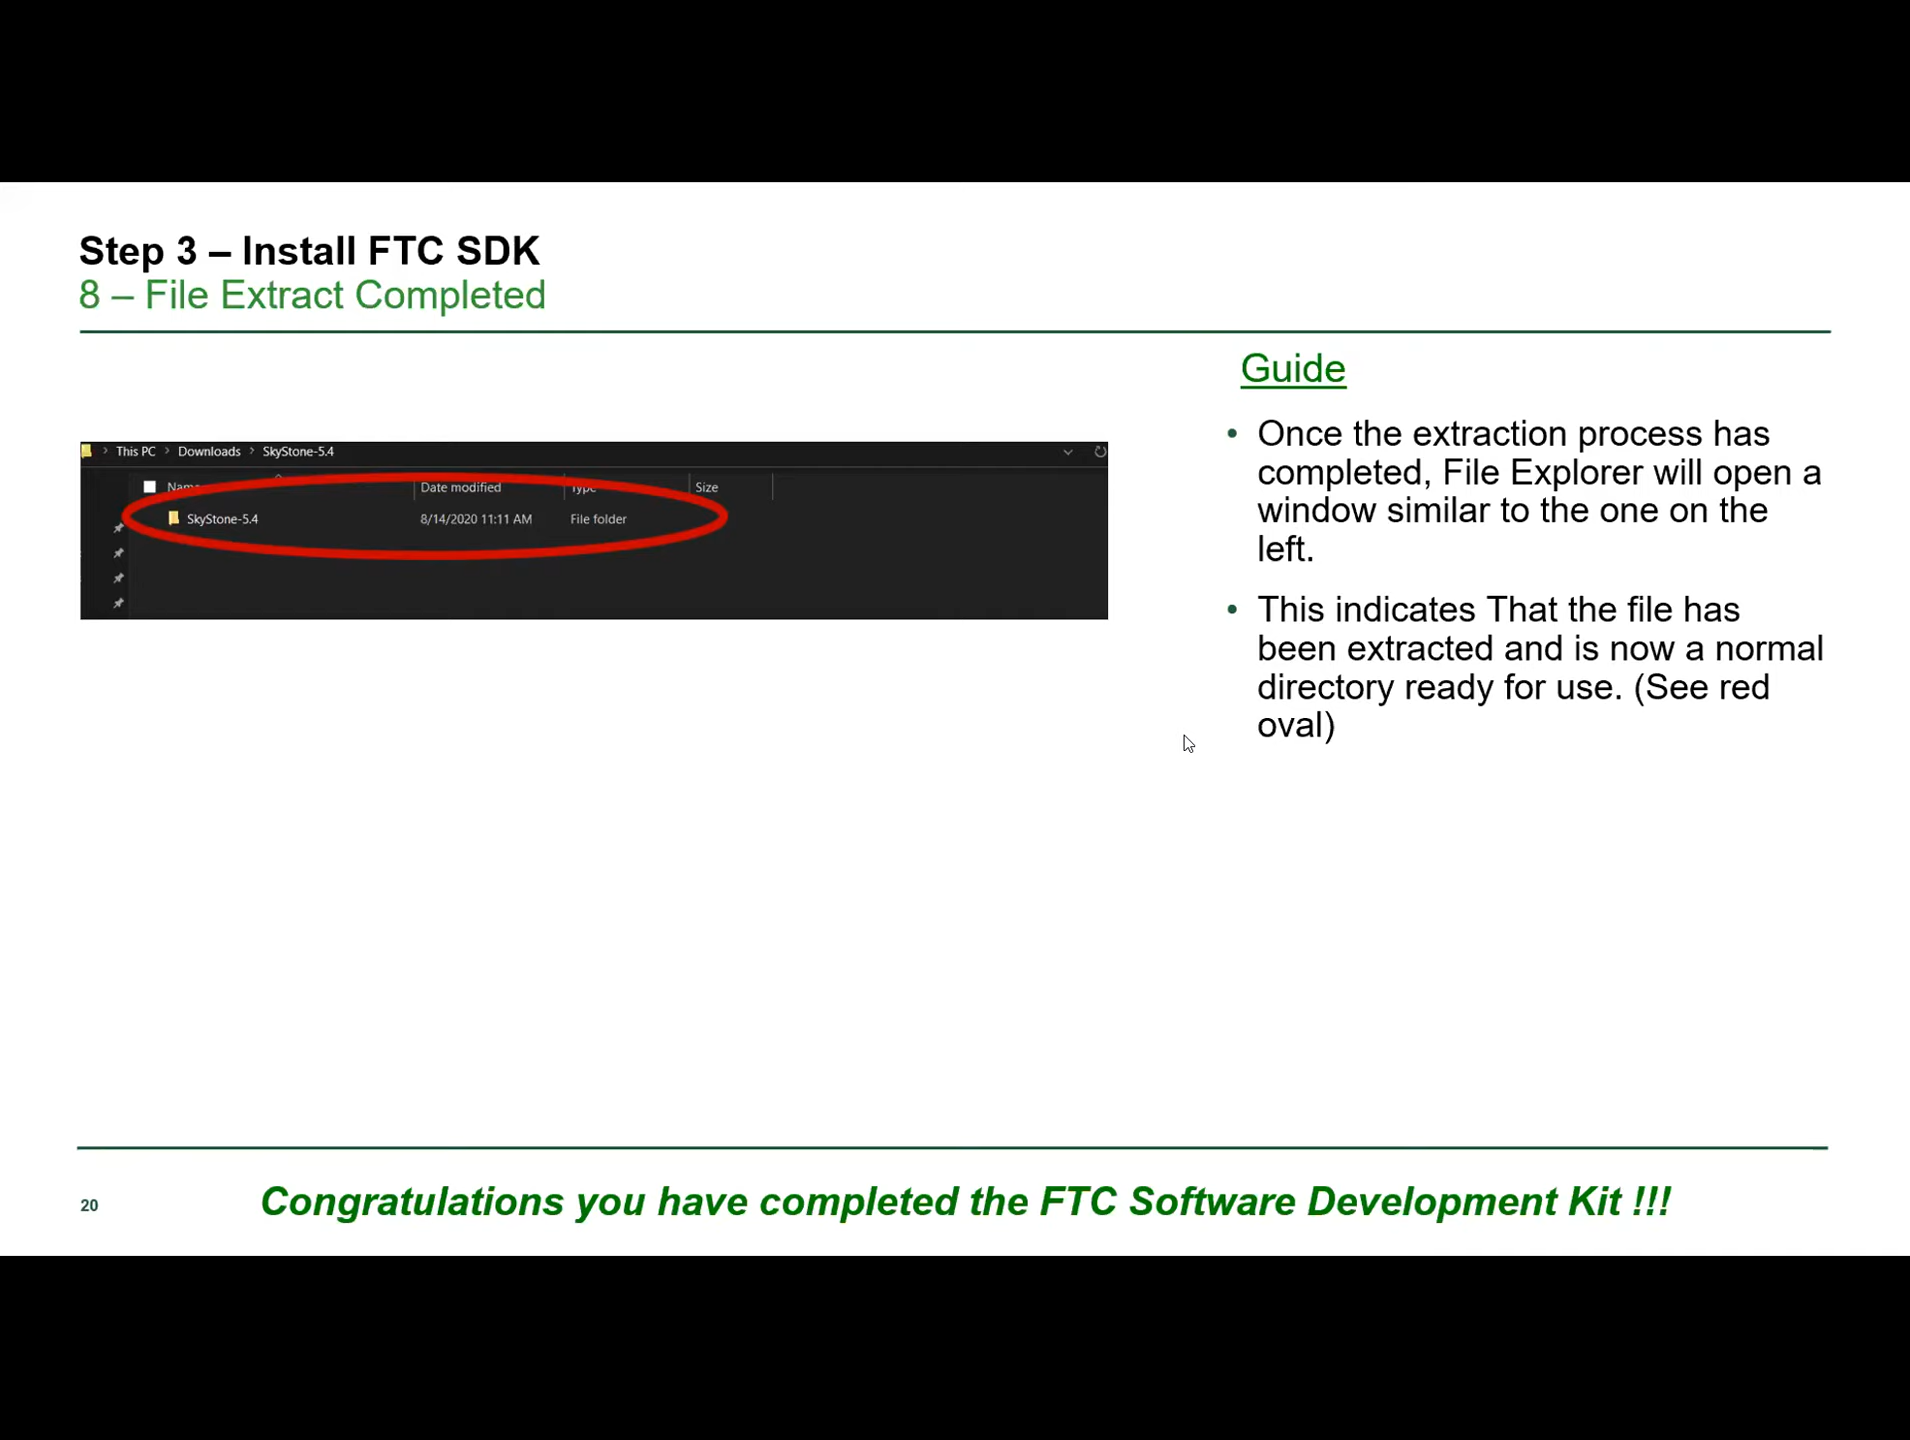 Step 3 – Install FTC SDK
8 – File Extract Completed
This PC > Downloads > SkyStone-5.4
Name Date modified Type Size
SkyStone-5.4 8/14/2020 11:11 AM File folder
Guide
• Once the extraction process has
completed, File Explorer will open a
window similar to the one on the
left.
• This indicates That the file has
been extracted and is now a normal
directory ready for use. (See red
oval)
20
Congratulations you have completed the FTC Software Development Kit !!!